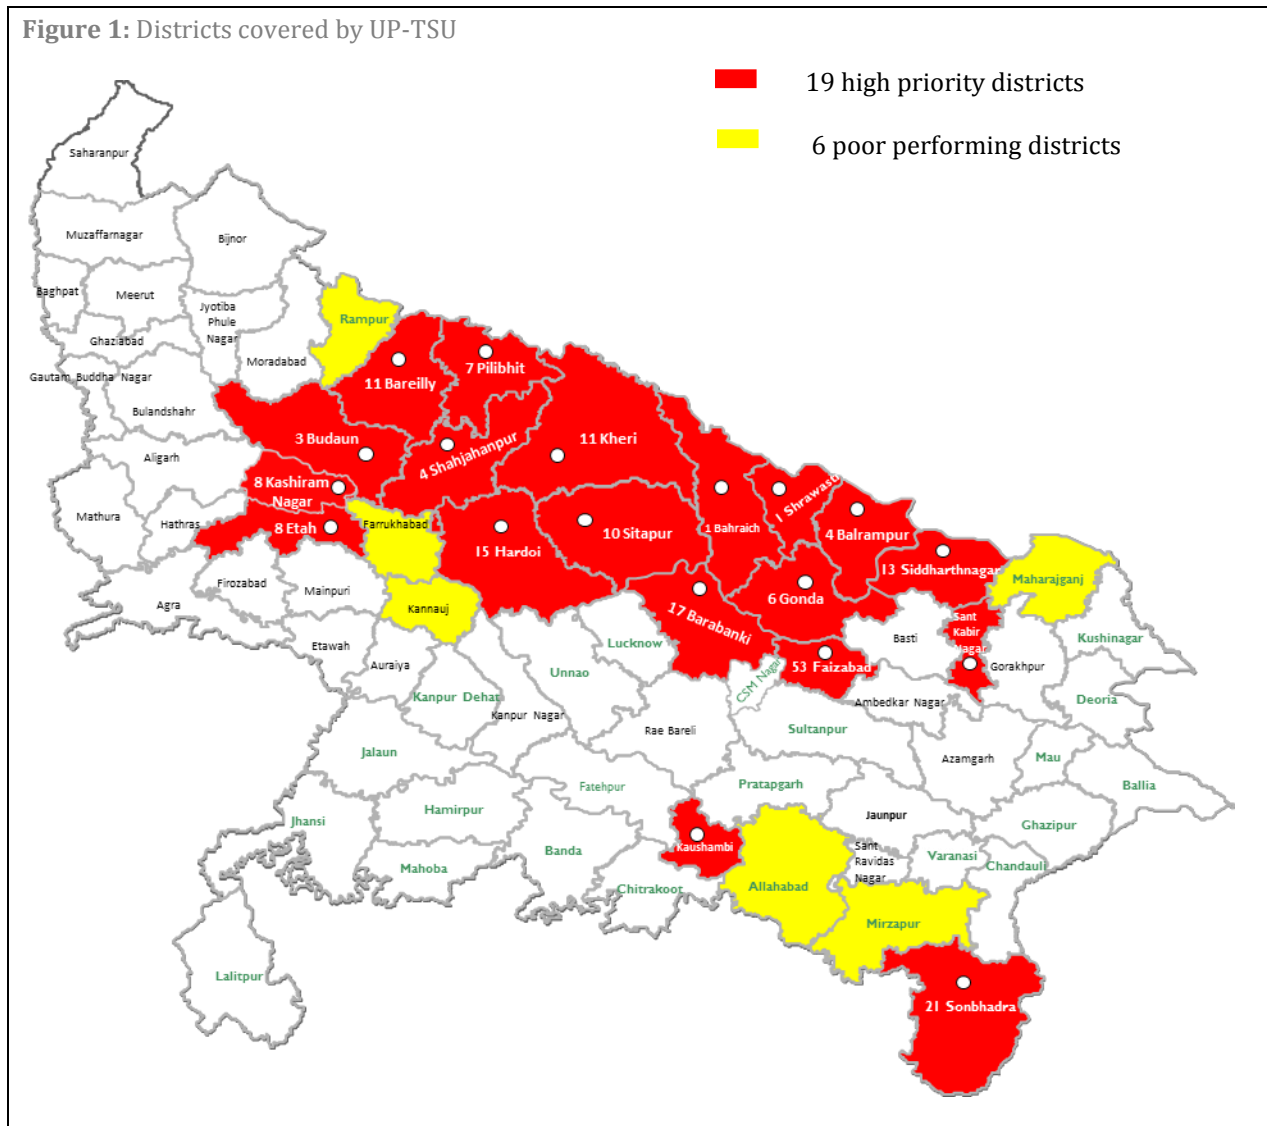 Figure 1: Districts covered by UP-TSU
19 high priority districts
6 poor performing districts
Saharanpur
Muzaffarnagar
Bijnor
Baghpat
Meerut
Jyotiba
Phule
Nagar
Ghaziabad
Moradabad
Rampur
Gautam Buddha Nagar
Bulandshahr
11 Bareilly
7 Pilibhit
3 Budaun
4 Shahjahanpur
11 Kheri
Aligarh
8 Kashiram
Nagar
Mathura
Hathras
8 Etah
Farrukhabad
15 Hardoi
10 Sitapur
1 Bahraich
1 Shrawasti
4 Balrampur
13 Siddharthnagar
Maharajganj
Firozabad
Mainpuri
Agra
Kannauj
17 Barabanki
6 Gonda
Sant
Kabir
Nagar
Basti
Gorakhpur
Kushinagar
Etawah
Auraiya
Lucknow
Unnao
CSM Nagar
53 Faizabad
Kanpur Dehat
Kanpur Nagar
Rae Bareli
Ambedkar Nagar
Deoria
Sultanpur
Azamgarh
Mau
Jalaun
Fatehpur
Pratapgarh
Ballia
Jhansi
Hamirpur
Jaunpur
Ghazipur
Mahoba
Banda
Kaushambi
Sant
Ravidas
Nagar
Varanasi
Chandauli
Chitrakoot
Allahabad
Mirzapur
Lalitpur
21 Sonbhadra